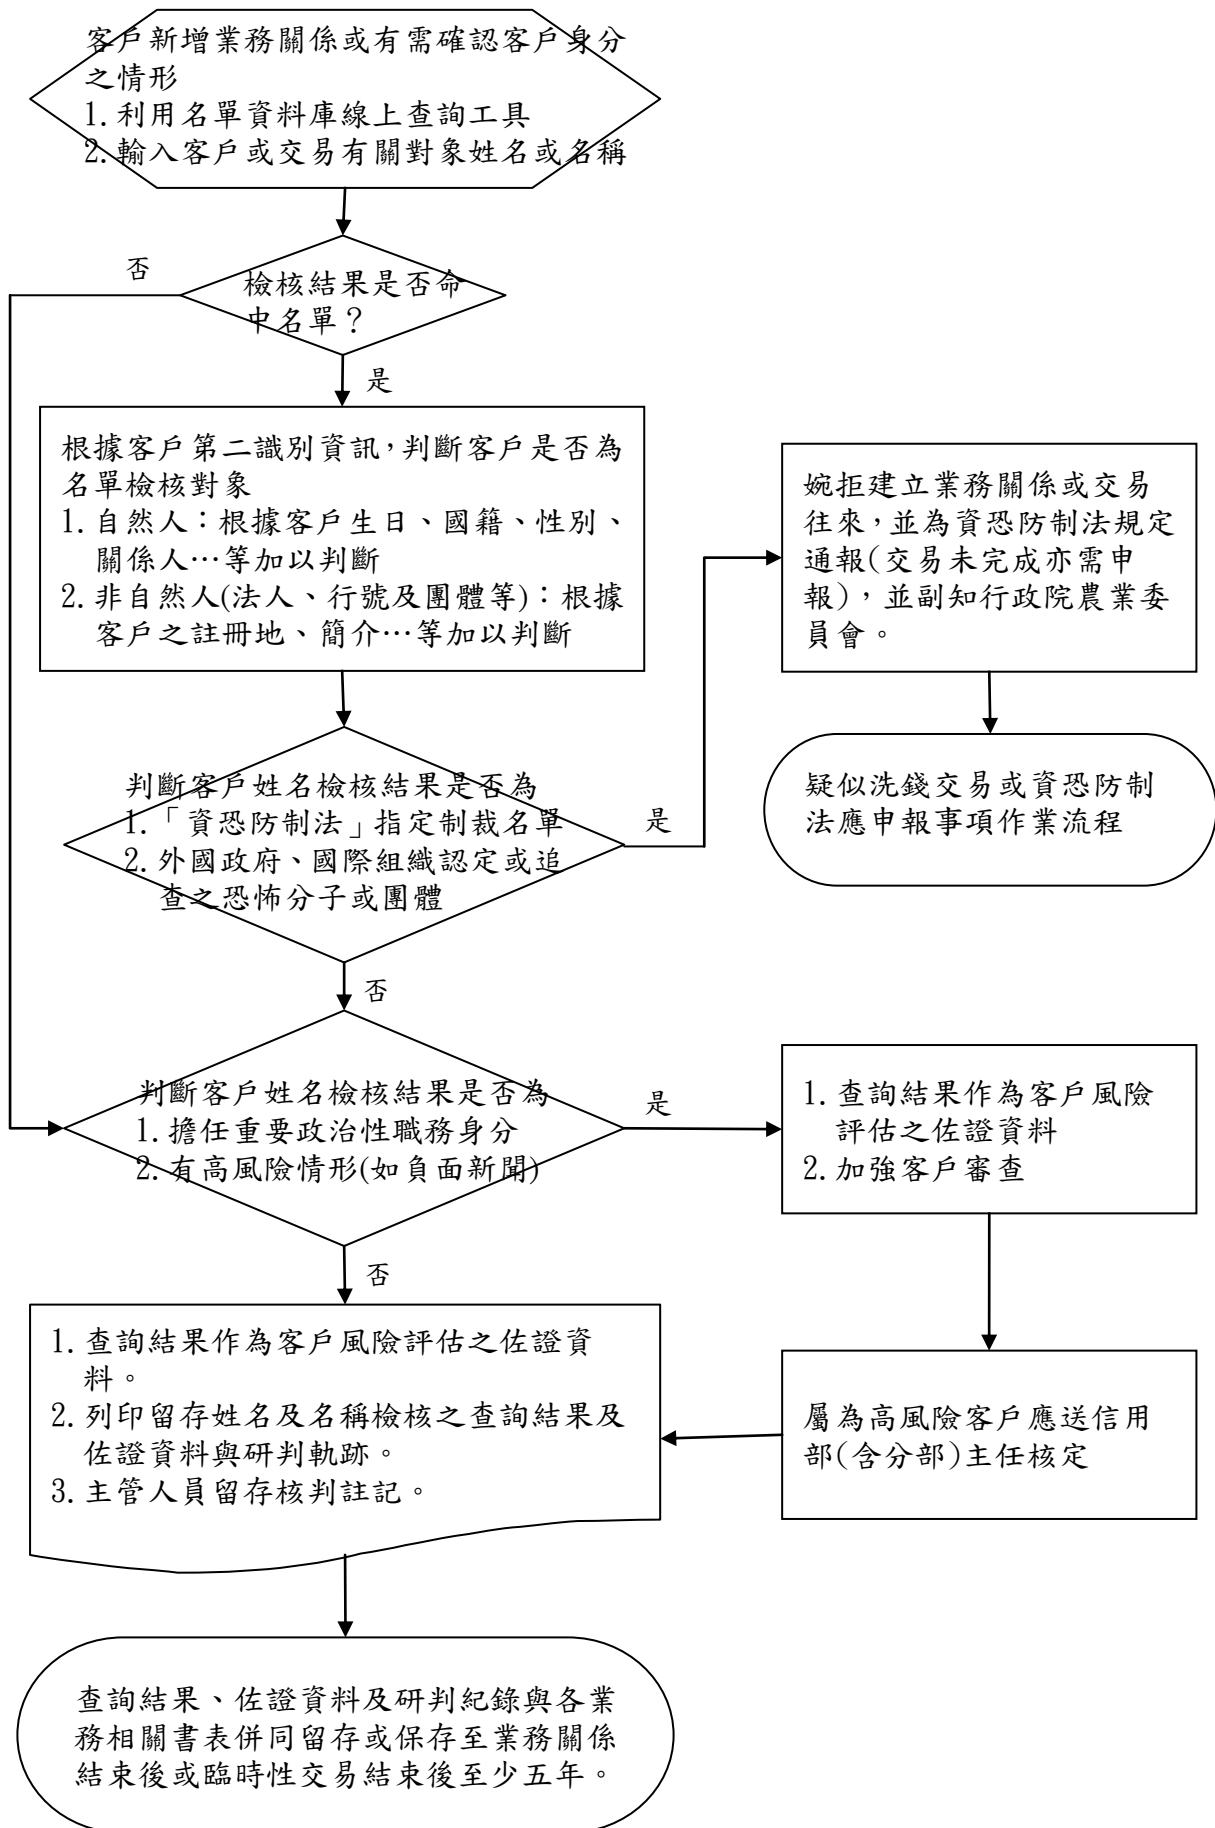 客戶新增業務關係或有需確認客戶身分
之情形
1.利用名單資料庫線上查詢工具
2.輸入客戶或交易有關對象姓名或名稱
否
檢核結果是否命
中名單？
是
根據客戶第二識別資訊，判斷客戶是否為
名單檢核對象
1.自然人：根據客戶生日、國籍、性別、
關係人…等加以判斷
2.非自然人(法人、行號及團體等)：根據
客戶之註冊地、簡介…等加以判斷
婉拒建立業務關係或交易
往來，並為資恐防制法規定
通報(交易未完成亦需申
報)，並副知行政院農業委
員會。
判斷客戶姓名檢核結果是否為
1.「資恐防制法」指定制裁名單
2.外國政府、國際組織認定或追
查之恐怖分子或團體
是
疑似洗錢交易或資恐防制
法應申報事項作業流程
否
判斷客戶姓名檢核結果是否為
1.擔任重要政治性職務身分
2.有高風險情形(如負面新聞)
是
1.查詢結果作為客戶風險
評估之佐證資料
2.加強客戶審查
否
1.查詢結果作為客戶風險評估之佐證資
料。
2.列印留存姓名及名稱檢核之查詢結果及
佐證資料與研判軌跡。
3.主管人員留存核判註記。
屬為高風險客戶應送信用
部(含分部)主任核定
查詢結果、佐證資料及研判紀錄與各業
務相關書表併同留存或保存至業務關係
結束後或臨時性交易結束後至少五年。